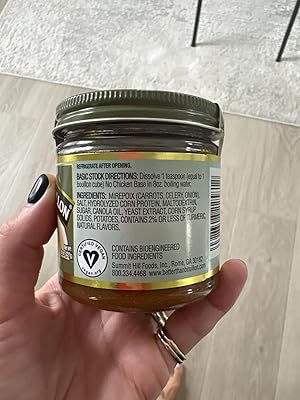 REFRIGERATE AFTER OPENING.
BASIC STOCK DIRECTIONS: Dissolve 1 teaspoon (equal to 1
bouillon cube) No Chicken Base in 8oz. boiling water.
INGREDIENTS: MIREPOIX (CARROTS, CELERY, ONION),
SALT, HYDROLYZED CORN PROTEIN, MALTODEXTRIN,
SUGAR, CANOLA OIL, YEAST EXTRACT, CORN SYRUP
SOLIDS, POTATOES, CONTAINS 2% OR LESS OF TURMERIC,
NATURAL FLAVORS.
CERTIFIED VEGAN
vegan.org
CONTAINS BIOENGINEERED
FOOD INGREDIENTS
Summit Hill Foods, Inc., Rome, GA 30162
800.334.4468 www.betterthanbouillon.com